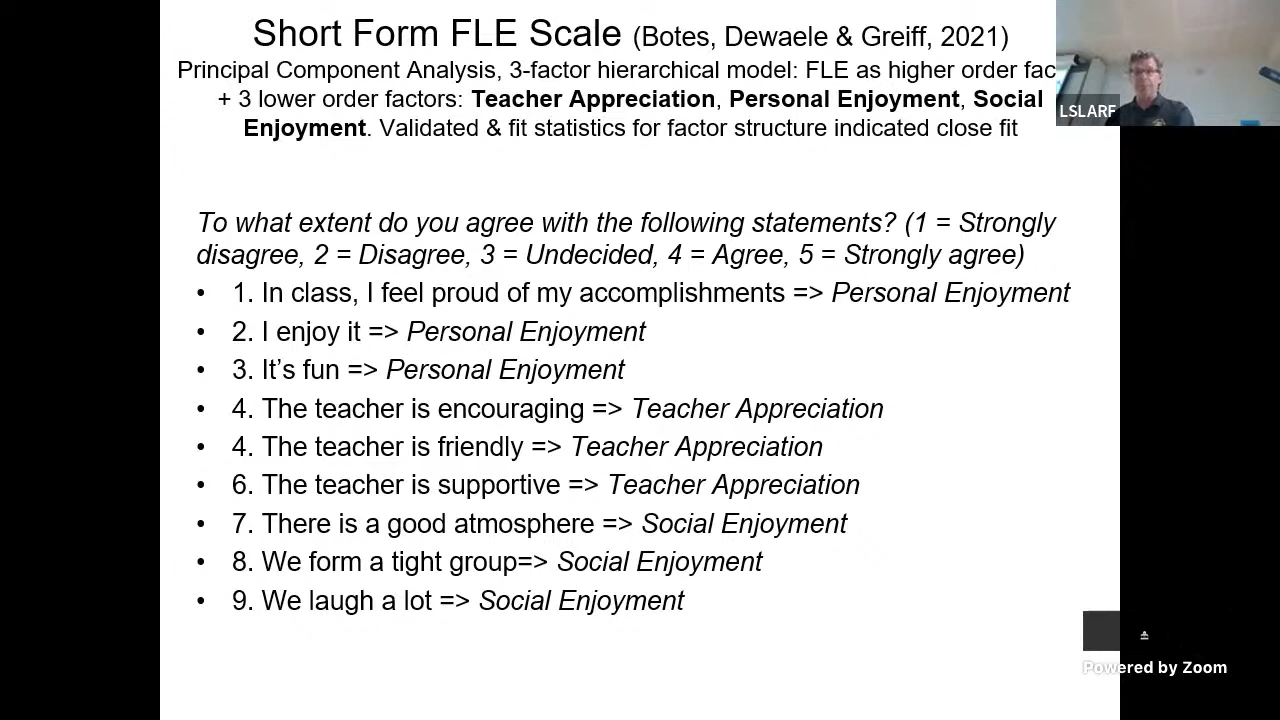 Short Form FLE Scale (Botes, Dewaele & Greiff, 2021)
Principal Component Analysis, 3-factor hierarchical model: FLE as higher order fac
+ 3 lower order factors: Teacher Appreciation, Personal Enjoyment, Social
Enjoyment. Validated & fit statistics for factor structure indicated close fit
LSLARF
To what extent do you agree with the following statements? (1 = Strongly
disagree, 2 = Disagree, 3 = Undecided, 4 = Agree, 5 = Strongly agree)
• 1. In class, I feel proud of my accomplishments => Personal Enjoyment
• 2. I enjoy it => Personal Enjoyment
• 3. It’s fun => Personal Enjoyment
• 4. The teacher is encouraging => Teacher Appreciation
• 4. The teacher is friendly => Teacher Appreciation
• 6. The teacher is supportive => Teacher Appreciation
• 7. There is a good atmosphere => Social Enjoyment
• 8. We form a tight group=> Social Enjoyment
• 9. We laugh a lot => Social Enjoyment
Powered by Zoom